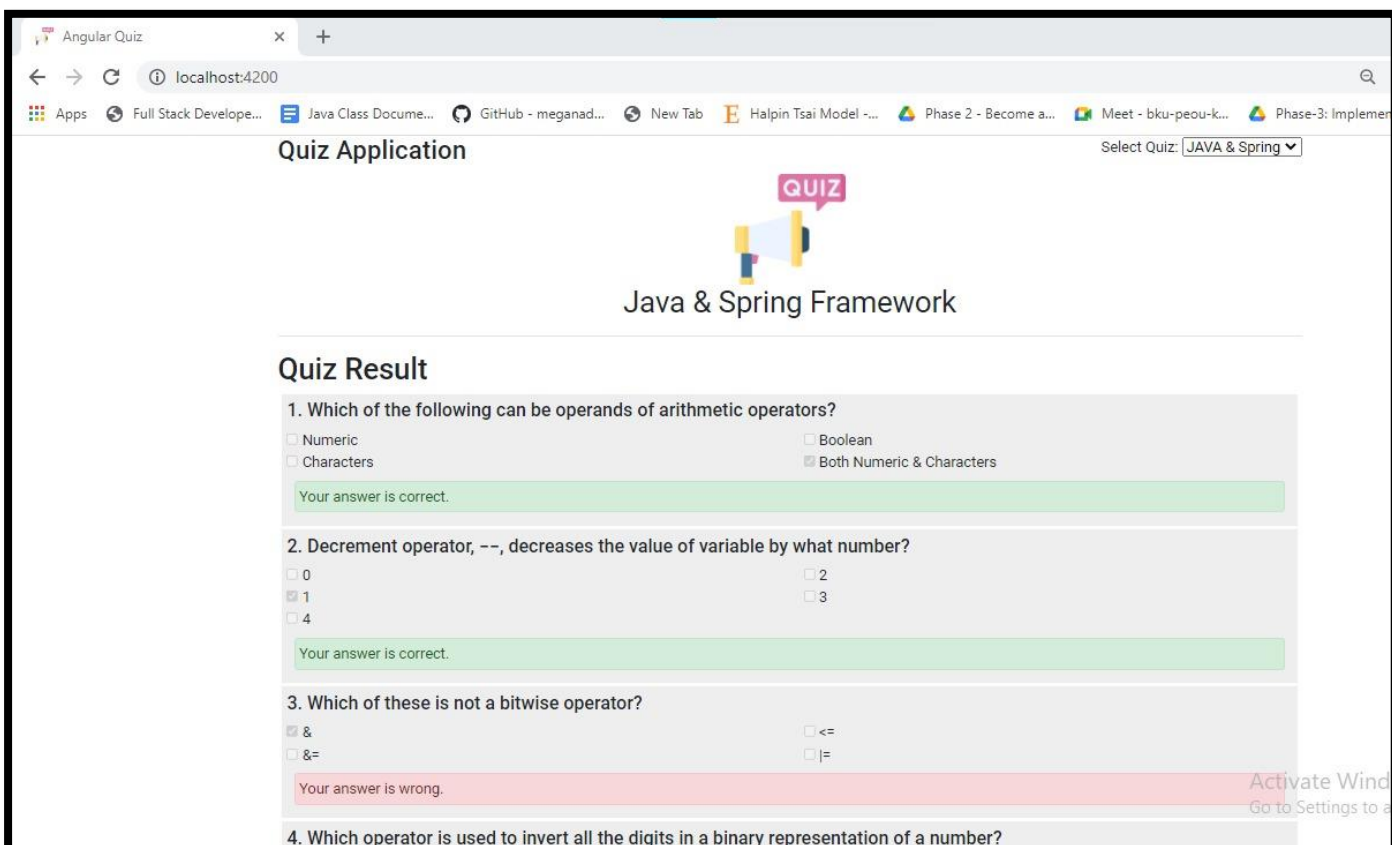 Angular Quiz
localhost:4200
Apps Full Stack Develope... Java Class Docume... GitHub - meganad... New Tab Halpin Tsai Model -... Phase 2 - Become a... Meet - bku-peou-k... Phase-3: Implemen
Quiz Application Select Quiz: JAVA & Spring
QUIZ
Java & Spring Framework
Quiz Result
1. Which of the following can be operands of arithmetic operators?
Numeric Boolean
Characters Both Numeric & Characters
Your answer is correct.
2. Decrement operator, −−, decreases the value of variable by what number?
0 2
1 3
4
Your answer is correct.
3. Which of these is not a bitwise operator?
& <=
&= |=
Your answer is wrong.
Activate Wind
Go to Settings to a
4. Which operator is used to invert all the digits in a binary representation of a number?